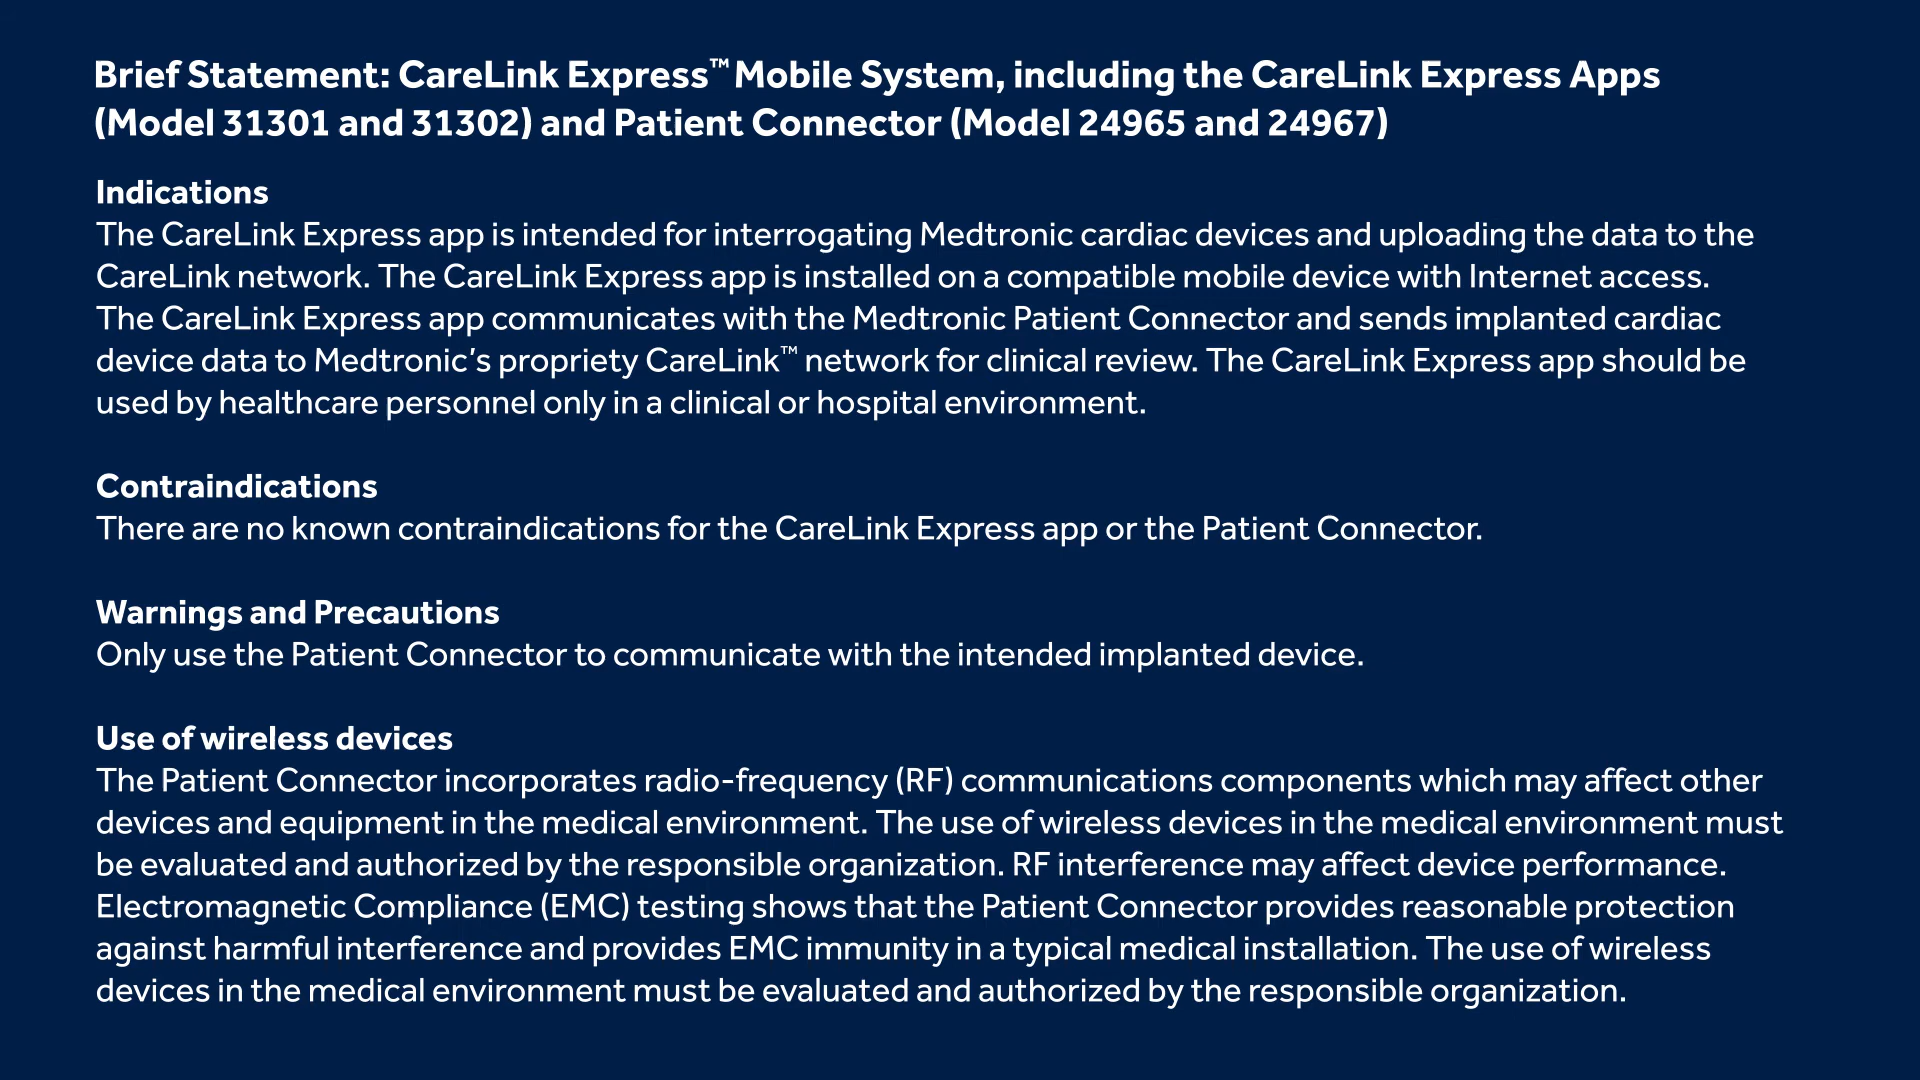 Brief Statement: CareLink Express™ Mobile System, including the CareLink Express Apps
(Model 31301 and 31302) and Patient Connector (Model 24965 and 24967)
Indications
The CareLink Express app is intended for interrogating Medtronic cardiac devices and uploading the data to the
CareLink network. The CareLink Express app is installed on a compatible mobile device with Internet access.
The CareLink Express app communicates with the Medtronic Patient Connector and sends implanted cardiac
device data to Medtronic’s propriety CareLink™ network for clinical review. The CareLink Express app should be
used by healthcare personnel only in a clinical or hospital environment.
Contraindications
There are no known contraindications for the CareLink Express app or the Patient Connector.
Warnings and Precautions
Only use the Patient Connector to communicate with the intended implanted device.
Use of wireless devices
The Patient Connector incorporates radio-frequency (RF) communications components which may affect other
devices and equipment in the medical environment. The use of wireless devices in the medical environment must
be evaluated and authorized by the responsible organization. RF interference may affect device performance.
Electromagnetic Compliance (EMC) testing shows that the Patient Connector provides reasonable protection
against harmful interference and provides EMC immunity in a typical medical installation. The use of wireless
devices in the medical environment must be evaluated and authorized by the responsible organization.